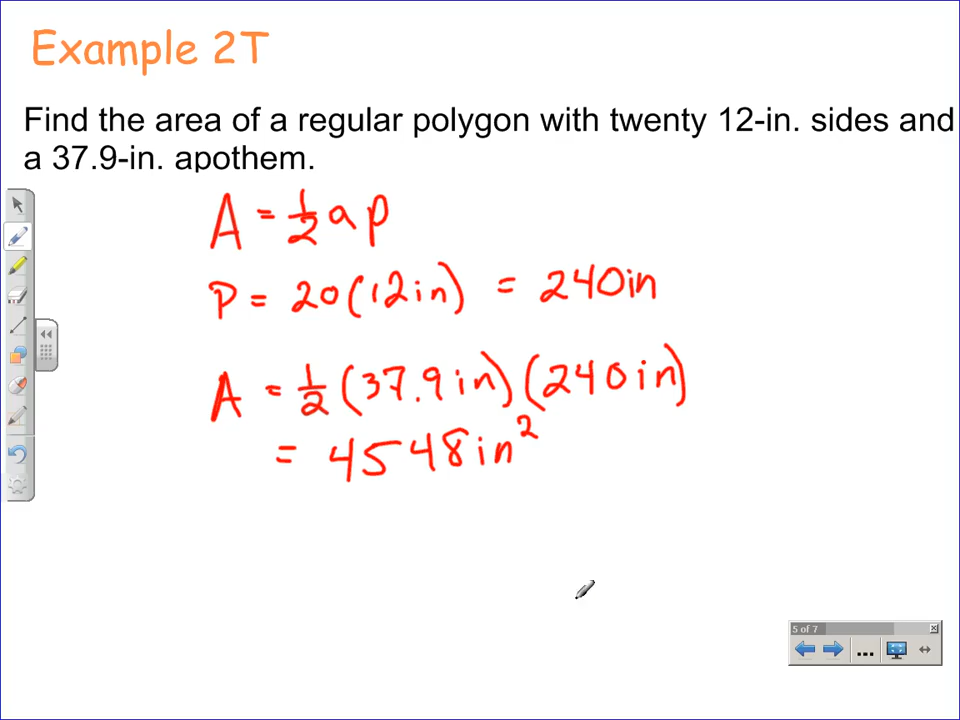 Example 2T
Find the area of a regular polygon with twenty 12-in. sides and
a 37.9-in. apothem.
A = 1/2 a p
P = 20(12in) = 240in
A = 1/2 (37.9in)(240in)
= 4548in²
5 of 7
...